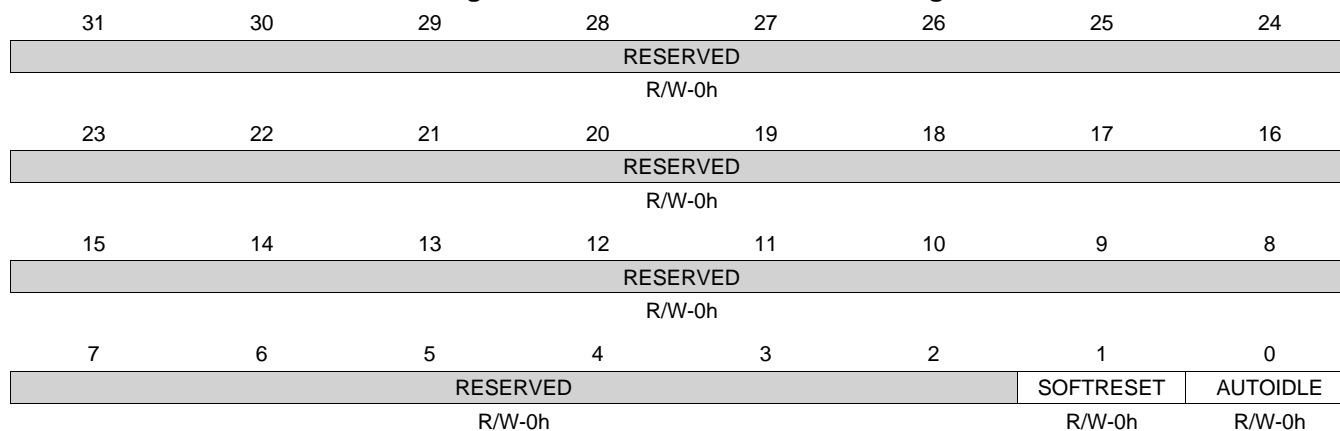 31 30 29 28 27 26 25 24
RESERVED
R/W-0h
23 22 21 20 19 18 17 16
RESERVED
R/W-0h
15 14 13 12 11 10 9 8
RESERVED
R/W-0h
7 6 5 4 3 2 1 0
RESERVED SOFTRESET AUTOIDLE
R/W-0h R/W-0h R/W-0h